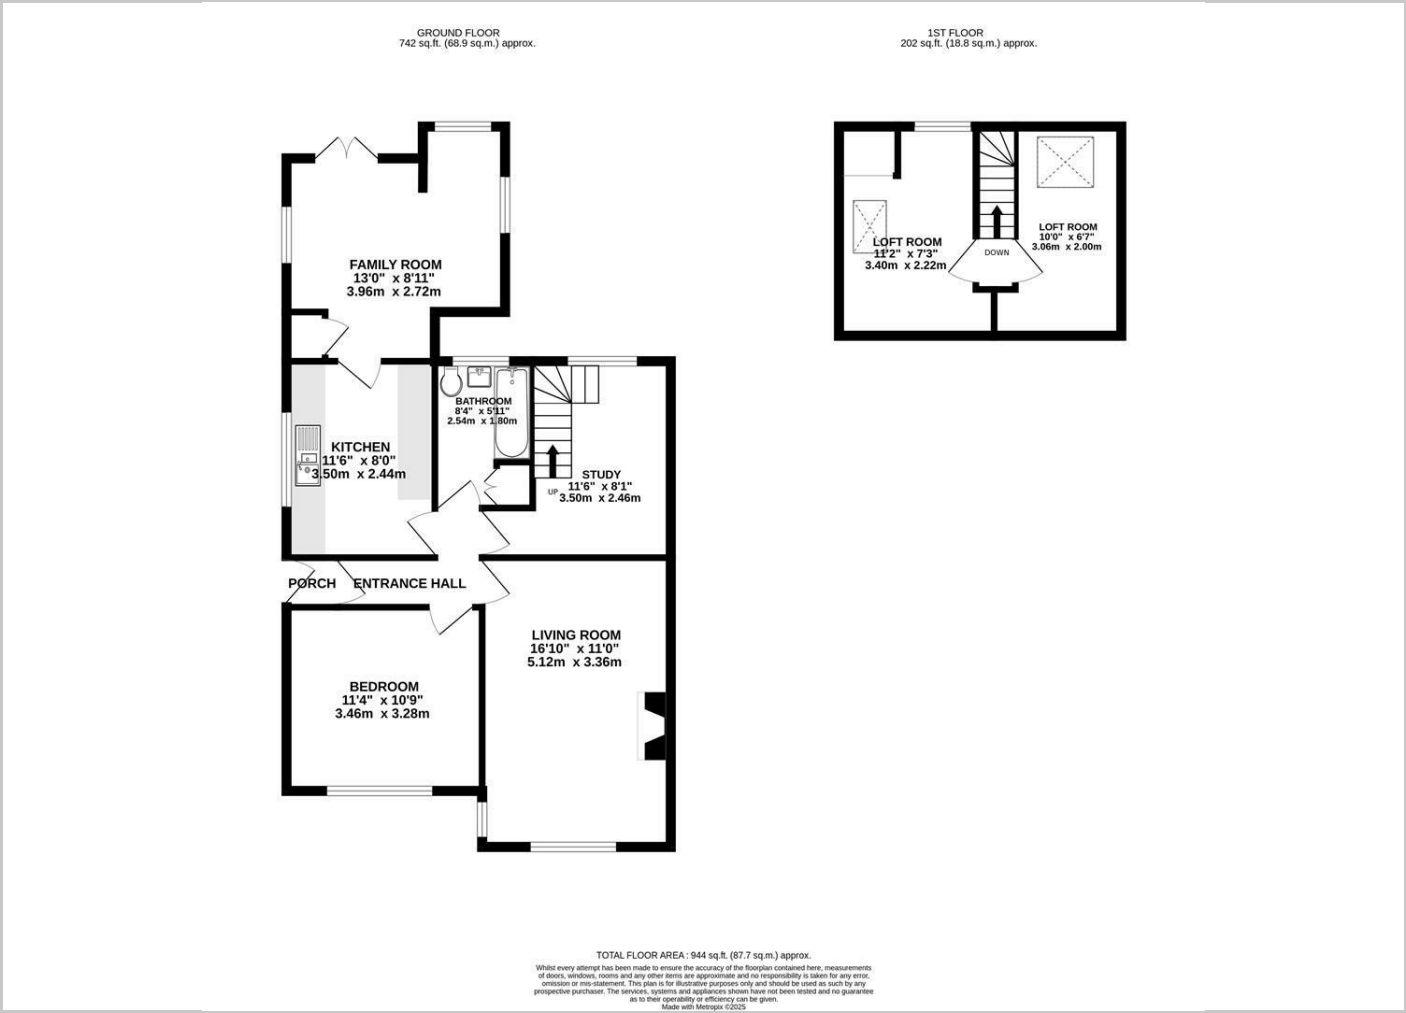 GROUND FLOOR
742 sq.ft. (68.9 sq.m.) approx.
1ST FLOOR
202 sq.ft. (18.8 sq.m.) approx.
FAMILY ROOM
13'0" x 8'11"
3.96m x 2.72m
KITCHEN
11'6" x 8'0"
3.50m x 2.44m
BATHROOM
8'4" x 5'11"
2.54m x 1.80m
UP
STUDY
11'6" x 8'1"
3.50m x 2.46m
PORCH
ENTRANCE HALL
LIVING ROOM
16'10" x 11'0"
5.12m x 3.36m
BEDROOM
11'4" x 10'9"
3.46m x 3.28m
LOFT ROOM
11'2" x 7'3"
3.40m x 2.22m
DOWN
LOFT ROOM
10'0" x 6'7"
3.06m x 2.00m
TOTAL FLOOR AREA : 944 sq.ft. (87.7 sq.m.) approx.
Whilst every attempt has been made to ensure the accuracy of the floorplan contained here, measurements
of doors, windows, rooms and any other items are approximate and no responsibility is taken for any error,
omission or mis-statement. This plan is for illustrative purposes only and should be used as such by any
prospective purchaser. The services, systems and appliances shown have not been tested and no guarantee
as to their operability or efficiency can be given.
Made with Metropix ©2025